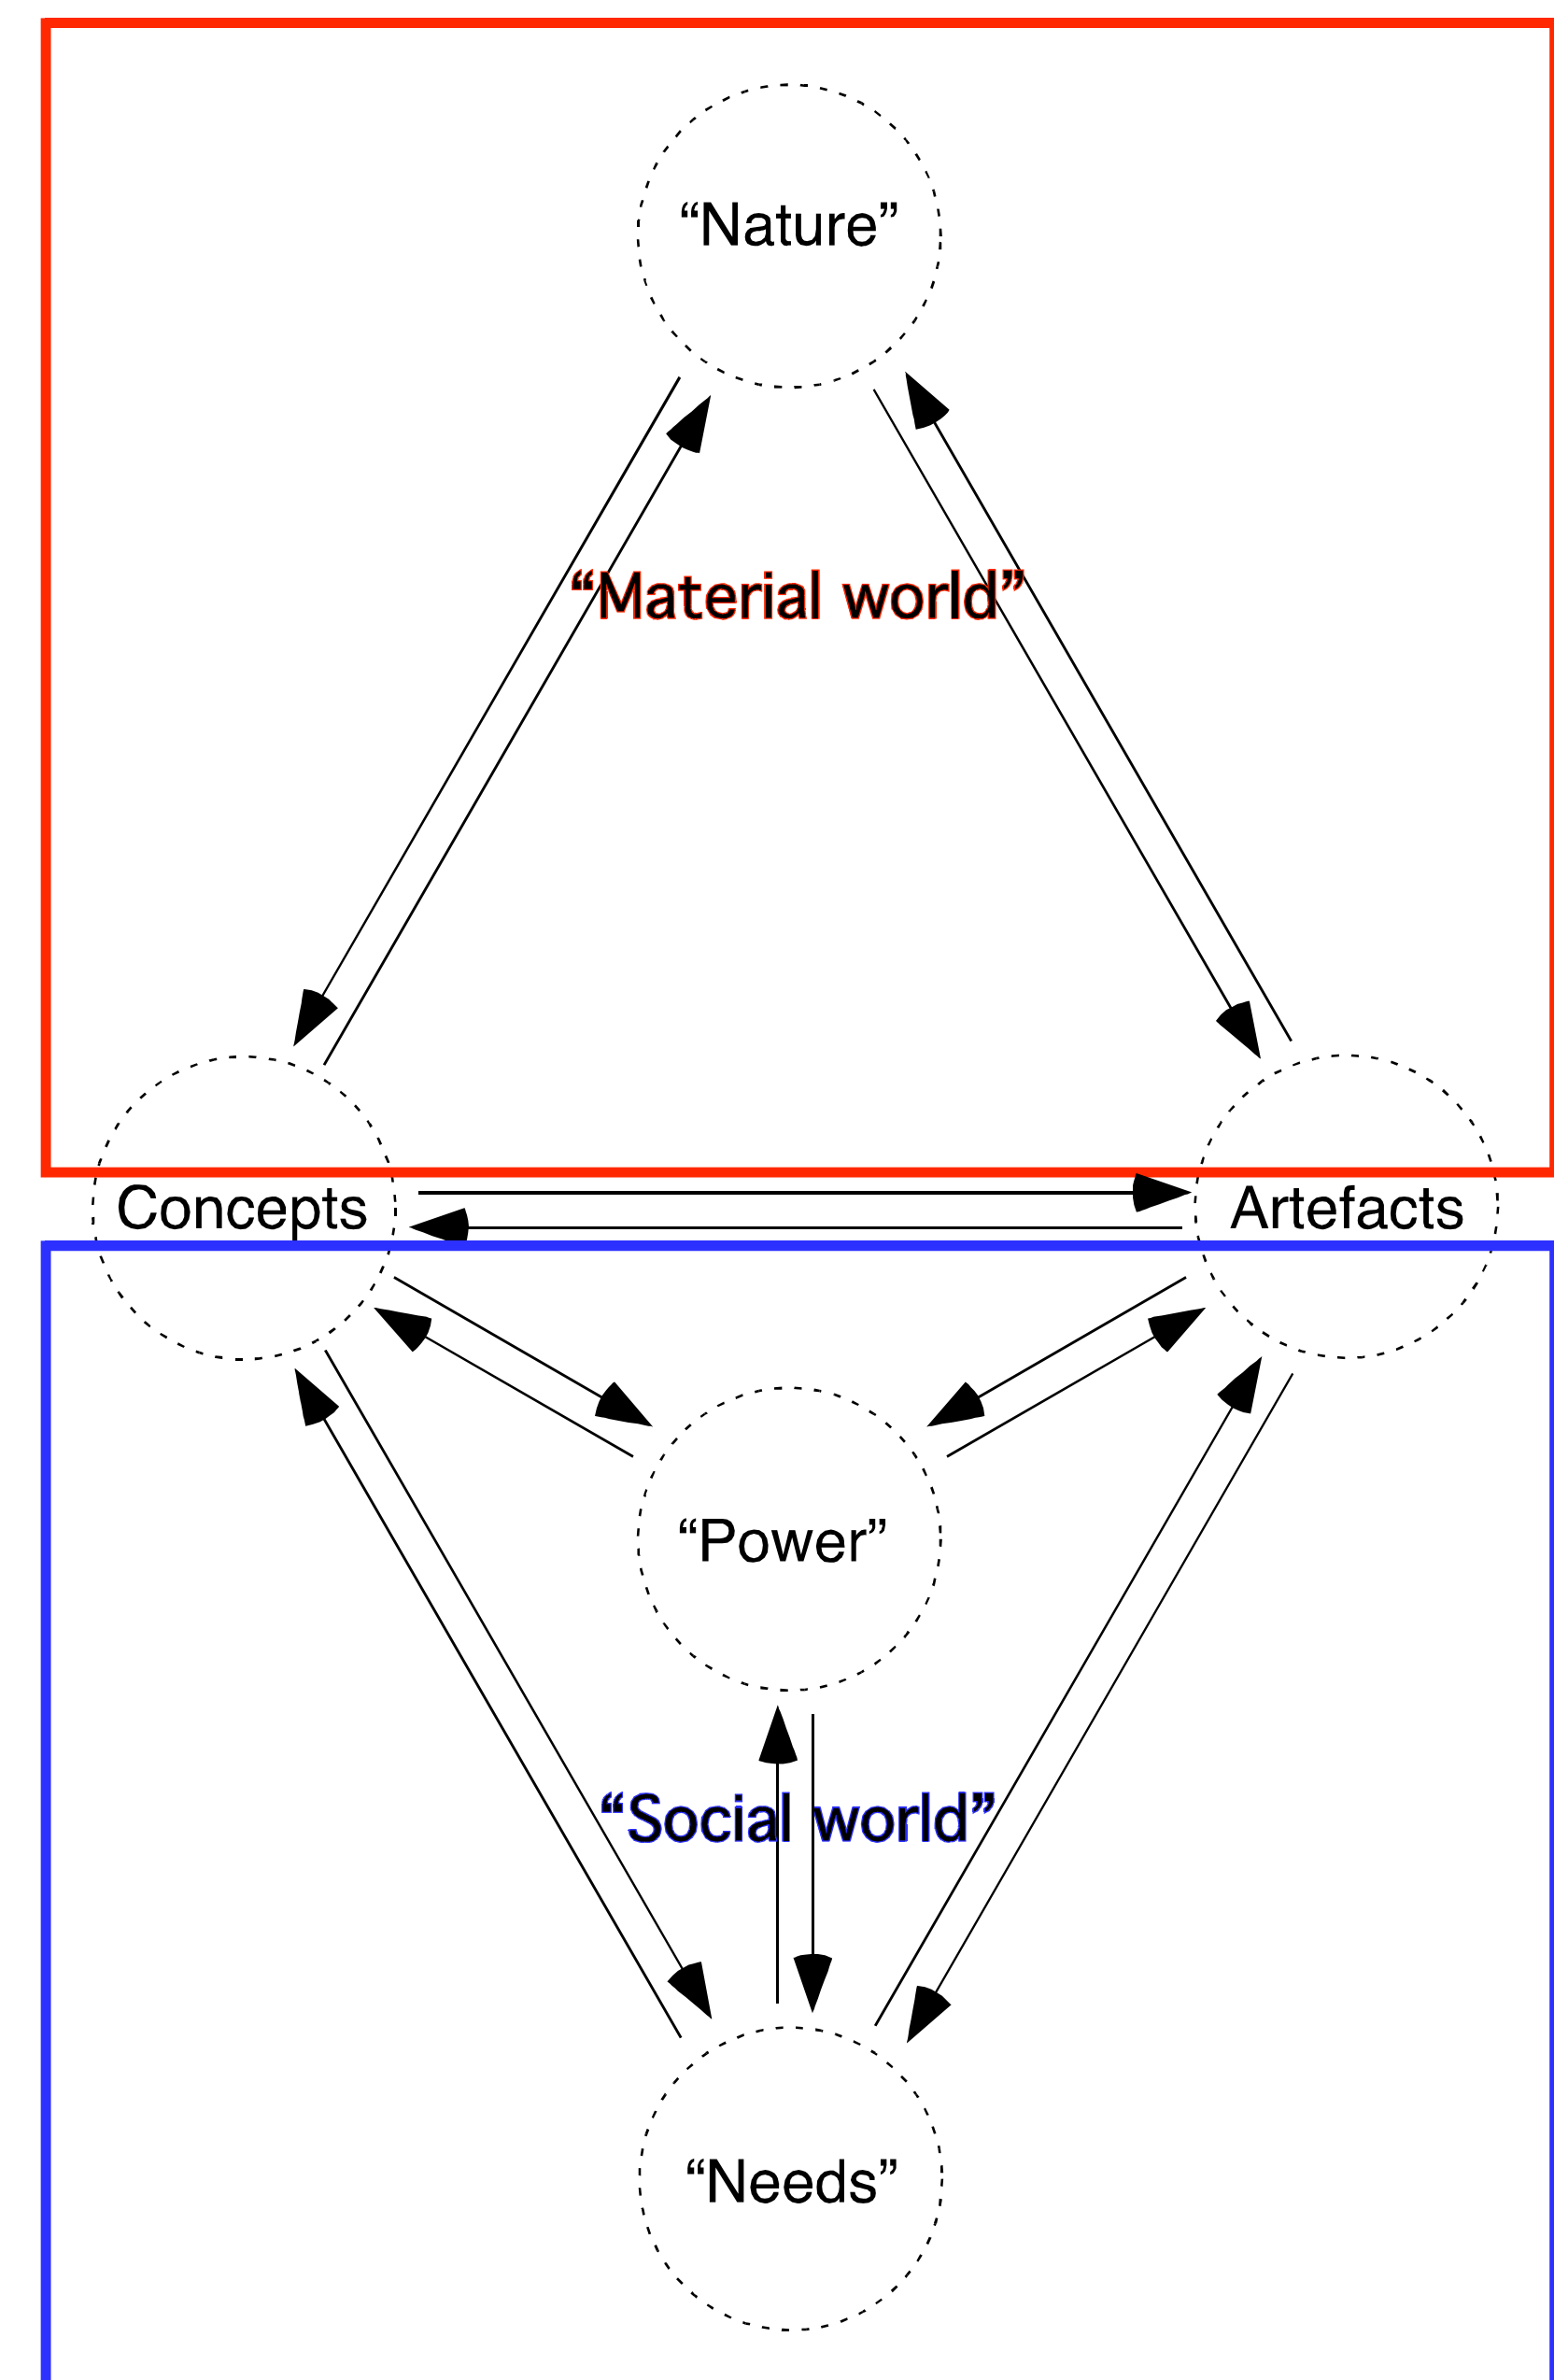 “Nature”
“Material world”
Concepts
Artefacts
“Power”
“Social world”
“Needs”